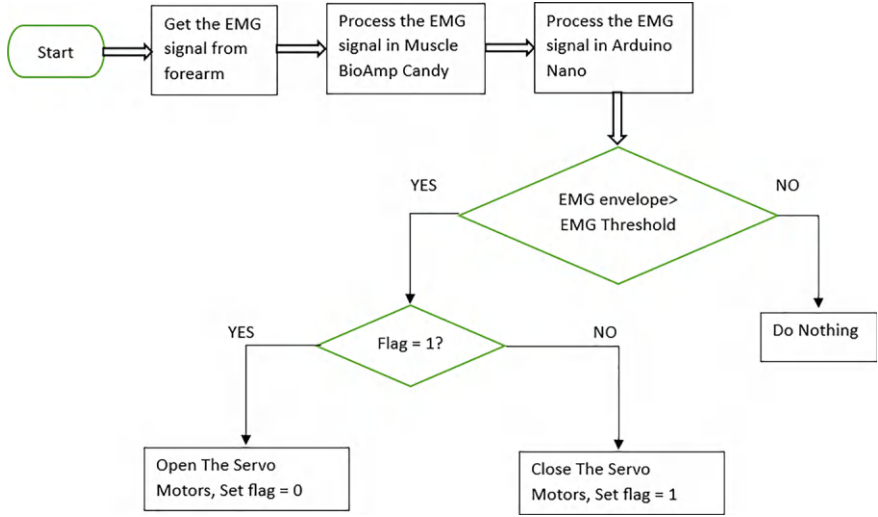 Start
Get the EMG
signal from
forearm
Process the EMG
signal in Muscle
BioAmp Candy
Process the EMG
signal in Arduino
Nano
YES
EMG envelope>
EMG Threshold
NO
YES
Flag = 1?
NO
Do Nothing
Open The Servo
Motors, Set flag = 0
Close The Servo
Motors, Set flag = 1